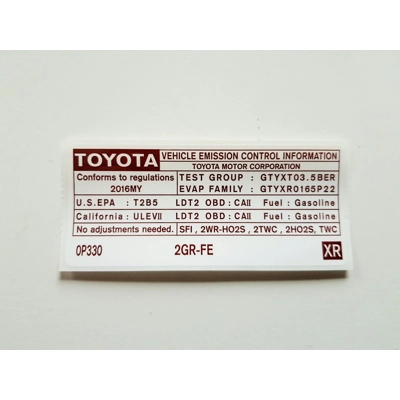 TOYOTA VEHICLE EMISSION CONTROL INFORMATION
TOYOTA MOTOR CORPORATION
Conforms to regulations TEST GROUP : GTYXT03.5BER
2016MY EVAP FAMILY : GTYXR0165P22
U.S.EPA : T2B5 LDT2 OBD : CAII Fuel : Gasoline
California : ULEVII LDT2 OBD : CAII Fuel : Gasoline
No adjustments needed. SFI , 2WR-HO2S , 2TWC , 2HO2S, TWC
0P330 2GR-FE XR